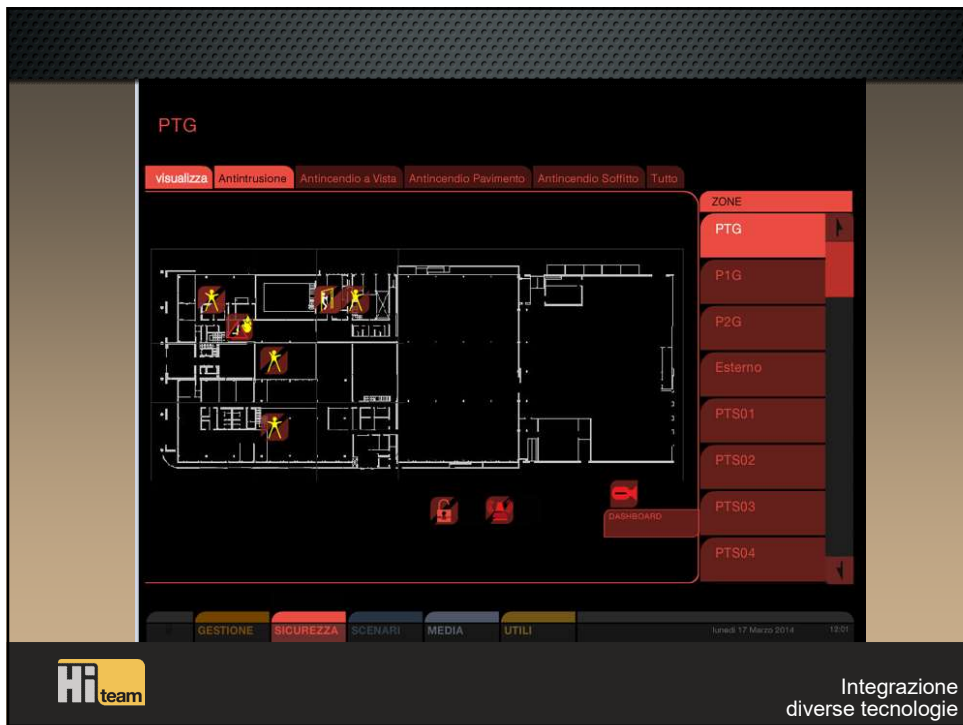 PTG
visualizza Antintrusione Antincendio a Vista Antincendio Pavimento Antincendio Soffitto Tutto
ZONE
PTG
P1G
P2G
Esterno
PTS01
PTS02
PTS03
PTS04
DASHBOARD
GESTIONE SICUREZZA SCENARI MEDIA UTILI lunedì 17 Marzo 2014 12:01
Hi team
Integrazione
diverse tecnologie